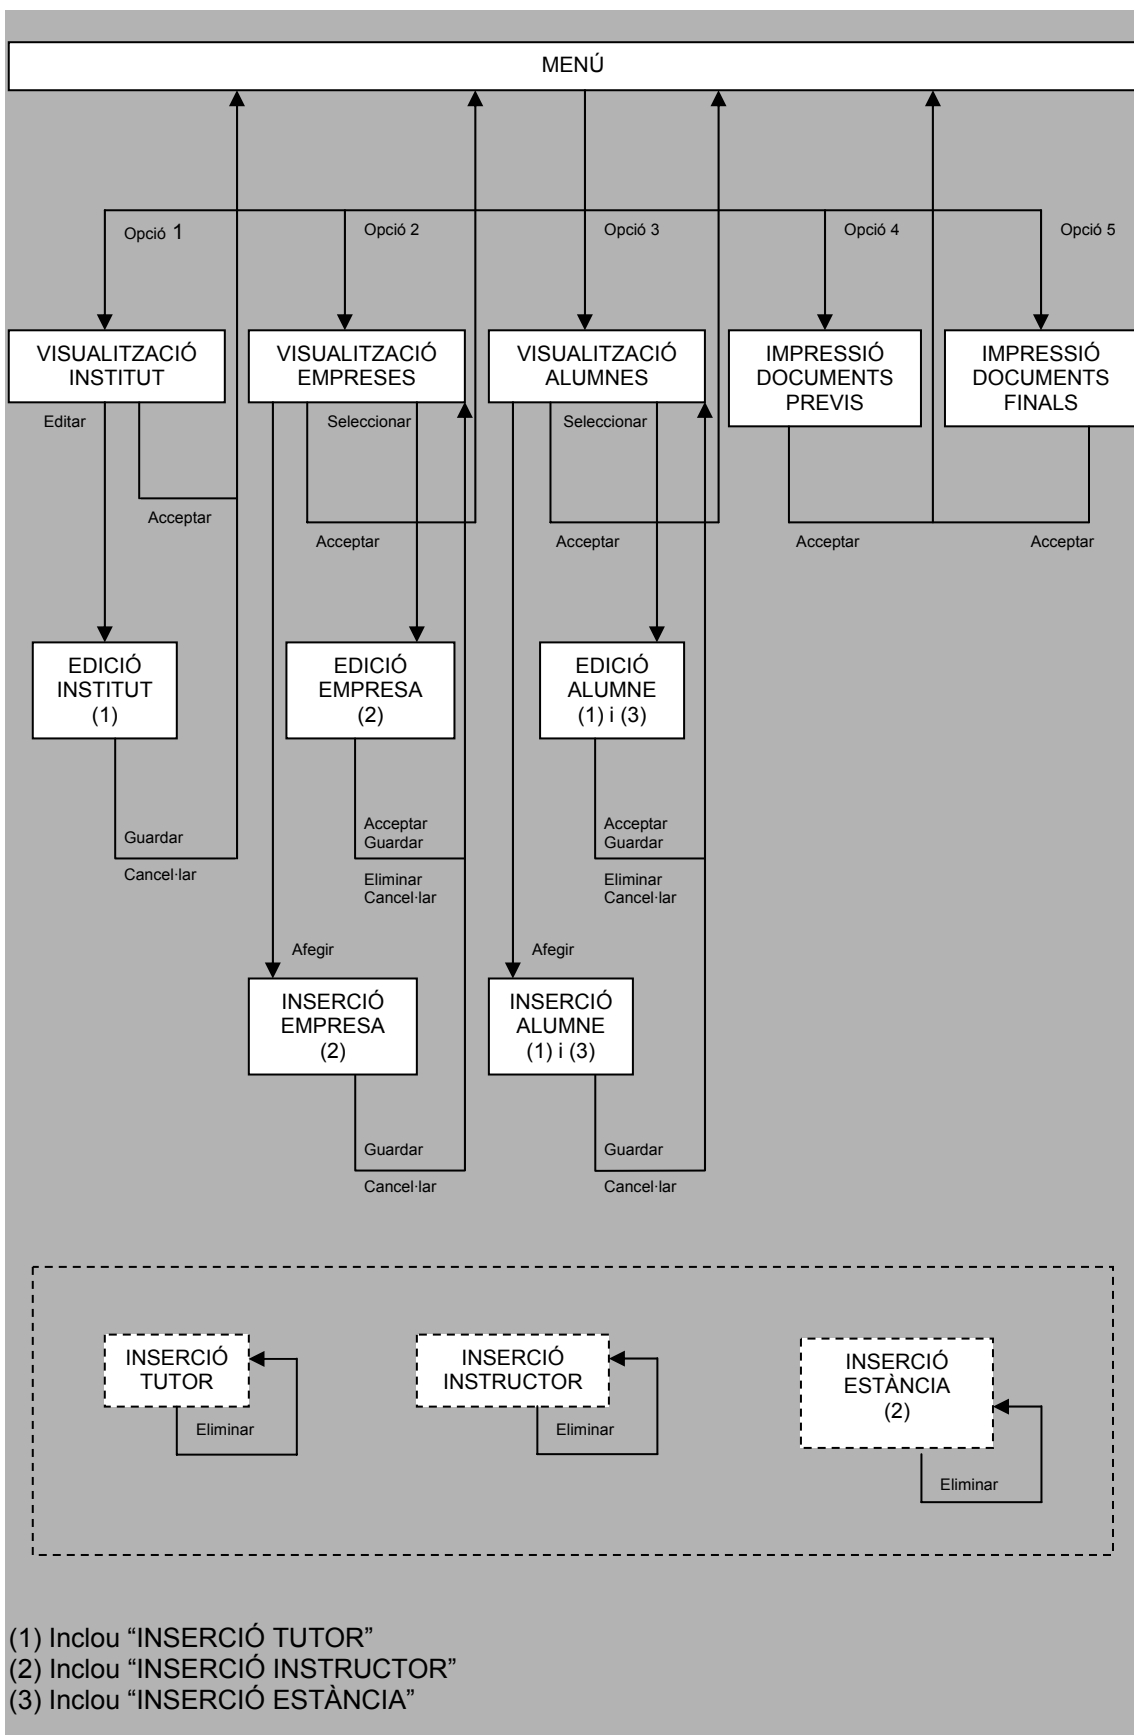 MENÚ
Opció 1
Opció 2
Opció 3
Opció 4
Opció 5
VISUALITZACIÓ
INSTITUT
VISUALITZACIÓ
EMPRESES
VISUALITZACIÓ
ALUMNES
IMPRESSIÓ
DOCUMENTS
PREVIS
IMPRESSIÓ
DOCUMENTS
FINALS
Editar
Seleccionar
Seleccionar
Acceptar
Acceptar
Acceptar
Acceptar
Acceptar
EDICIÓ
INSTITUT
(1)
EDICIÓ
EMPRESA
(2)
EDICIÓ
ALUMNE
(1) i (3)
Guardar
Cancel·lar
Acceptar
Guardar
Eliminar
Cancel·lar
Acceptar
Guardar
Eliminar
Cancel·lar
Afegir
Afegir
INSERCIÓ
EMPRESA
(2)
INSERCIÓ
ALUMNE
(1) i (3)
Guardar
Cancel·lar
Guardar
Cancel·lar
INSERCIÓ
TUTOR
Eliminar
INSERCIÓ
INSTRUCTOR
Eliminar
INSERCIÓ
ESTÀNCIA
(2)
Eliminar
(1) Inclou “INSERCIÓ TUTOR”
(2) Inclou “INSERCIÓ INSTRUCTOR”
(3) Inclou “INSERCIÓ ESTÀNCIA”